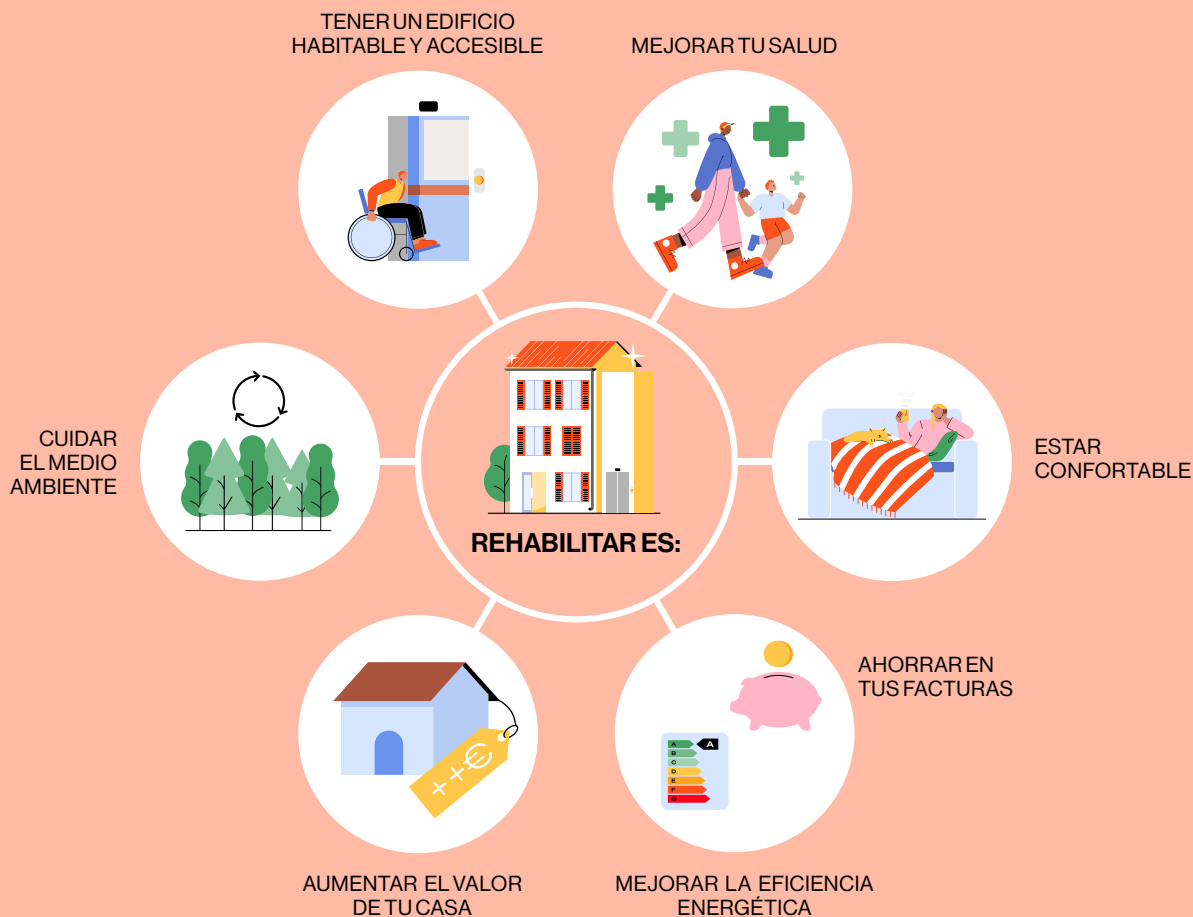 TENER UN EDIFICIO
HABITABLE Y ACCESIBLE
MEJORAR TU SALUD
CUIDAR
EL MEDIO
AMBIENTE
ESTAR
CONFORTABLE
REHABILITAR ES:
AHORRAR EN
TUS FACTURAS
++€
A
A
B
C
D
E
F
G
AUMENTAR EL VALOR
DE TU CASA
MEJORAR LA EFICIENCIA
ENERGÉTICA